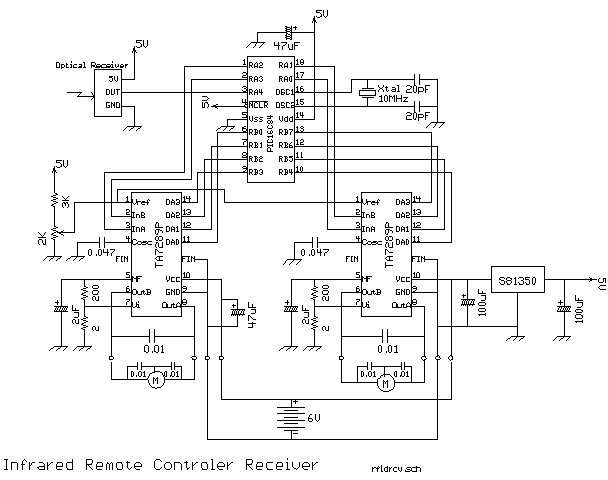 5V
47uF
5V
Optical Receiver
5V
OUT
GND
5V
1 RA2 RA1 18
2 RA3 RA0 17
3 RA4 OSC1 16
4 MCLR OSC2 15
5 Vss Vdd 14
6 RB0 RB7 13
7 RB1 RB6 12
8 RB2 RB5 11
9 RB3 RB4 10
PIC16C84
Xtal
10MHz
20pF
20pF
5V
3K
2K
1 Vref DA3 14
2 InB DA2 13
3 InA DA1 12
4 Cosc DA0 11
FIN FIN
5 NF Vcc 10
6 OutB GND 9
7 Vi OutA 8
TA7289P
0.047
2uF
200
2
47uF
0.01
0.01
0.01
M
1 Vref DA3 14
2 InB DA2 13
3 InA DA1 12
4 Cosc DA0 11
FIN FIN
5 NF Vcc 10
6 OutB GND 9
7 Vi OutA 8
TA7289P
0.047
2uF
200
2
0.01
0.01
0.01
M
100uF
S81350
100uF
5V
6V
Infrared Remote Controler Receiver
rfldrcv.sch